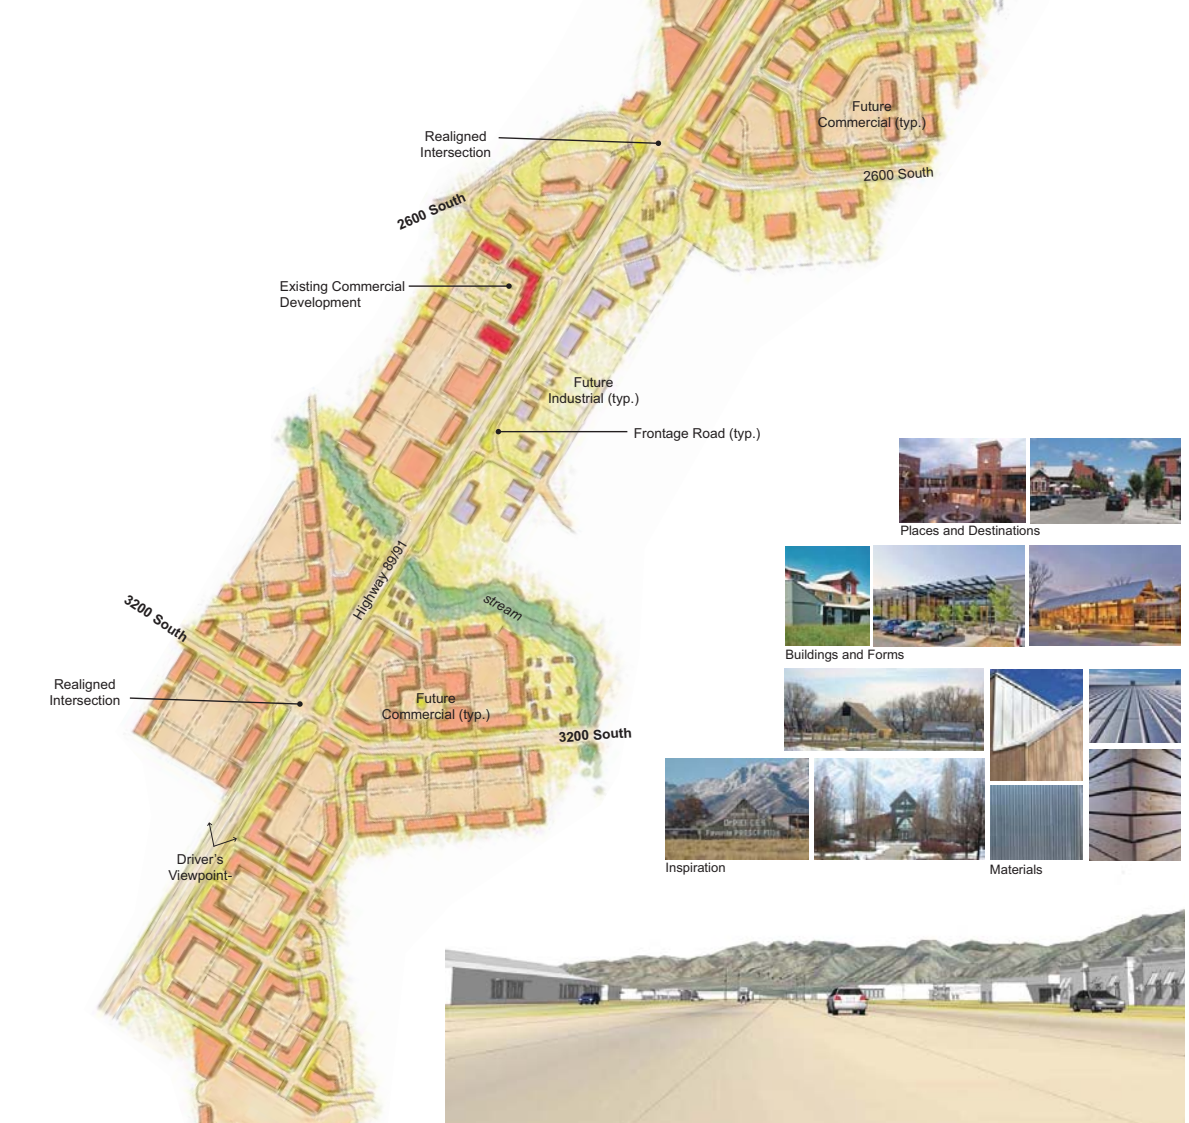 Future
Commercial (typ.)
Realigned
Intersection
2600 South
2600 South
Existing Commercial
Development
Future
Industrial (typ.)
Frontage Road (typ.)
Places and Destinations
Highway 89/91
stream
3200 South
Buildings and Forms
Realigned
Intersection
Future
Commercial (typ.)
3200 South
Driver's
Viewpoint-
Inspiration
Materials